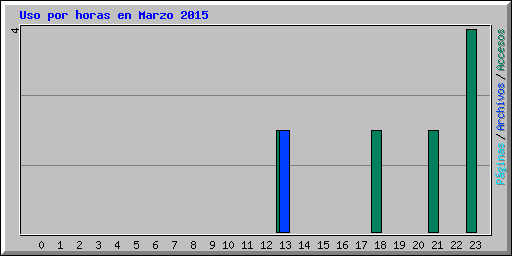 Uso por horas en Marzo 2015
4
Páginas/Archivos/Accesos
0 1 2 3 4 5 6 7 8 9 10 11 12 13 14 15 16 17 18 19 20 21 22 23